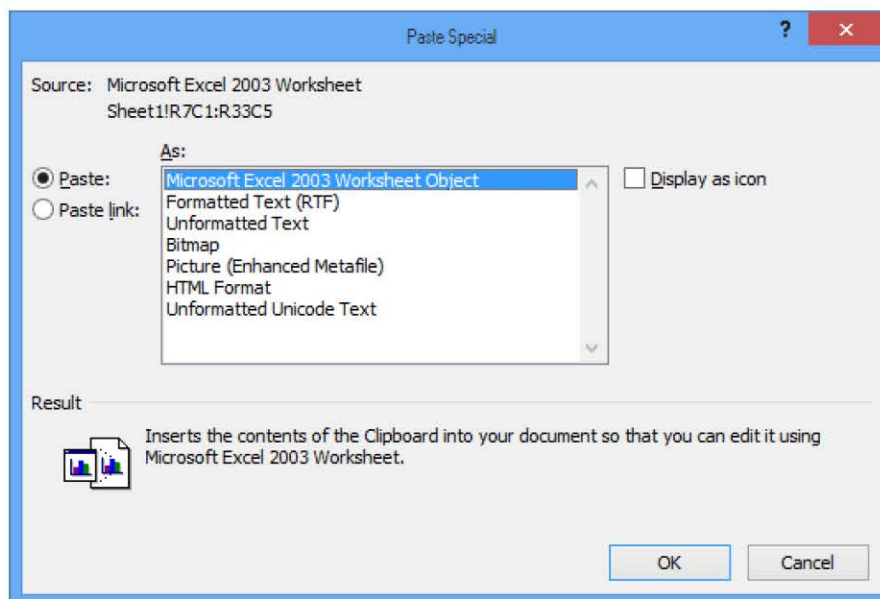 Paste Special
?
Source: Microsoft Excel 2003 Worksheet
Sheet1!R7C1:R33C5
As:
Paste:
Paste link:
Microsoft Excel 2003 Worksheet Object
Formatted Text (RTF)
Unformatted Text
Bitmap
Picture (Enhanced Metafile)
HTML Format
Unformatted Unicode Text
Display as icon
Result
Inserts the contents of the Clipboard into your document so that you can edit it using
Microsoft Excel 2003 Worksheet.
OK
Cancel